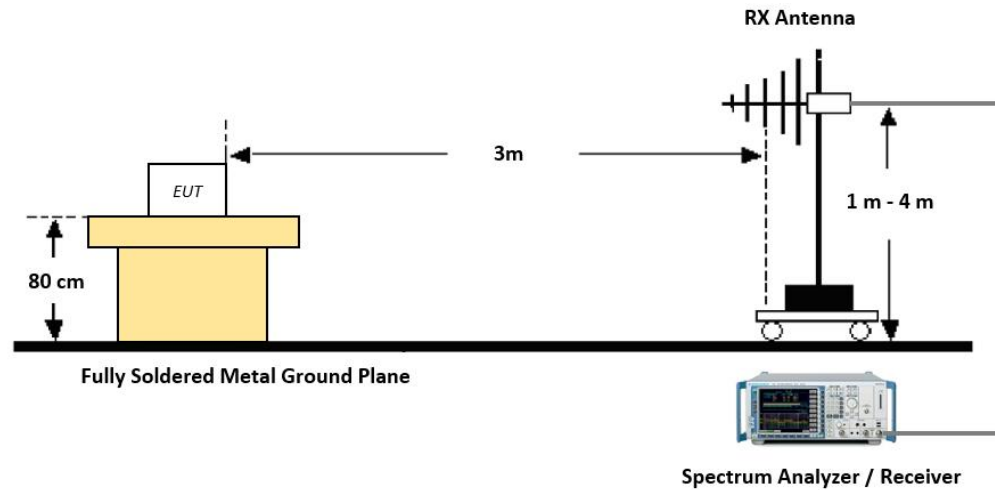 RX Antenna
3m
EUT
1 m - 4 m
80 cm
Fully Soldered Metal Ground Plane
Spectrum Analyzer / Receiver